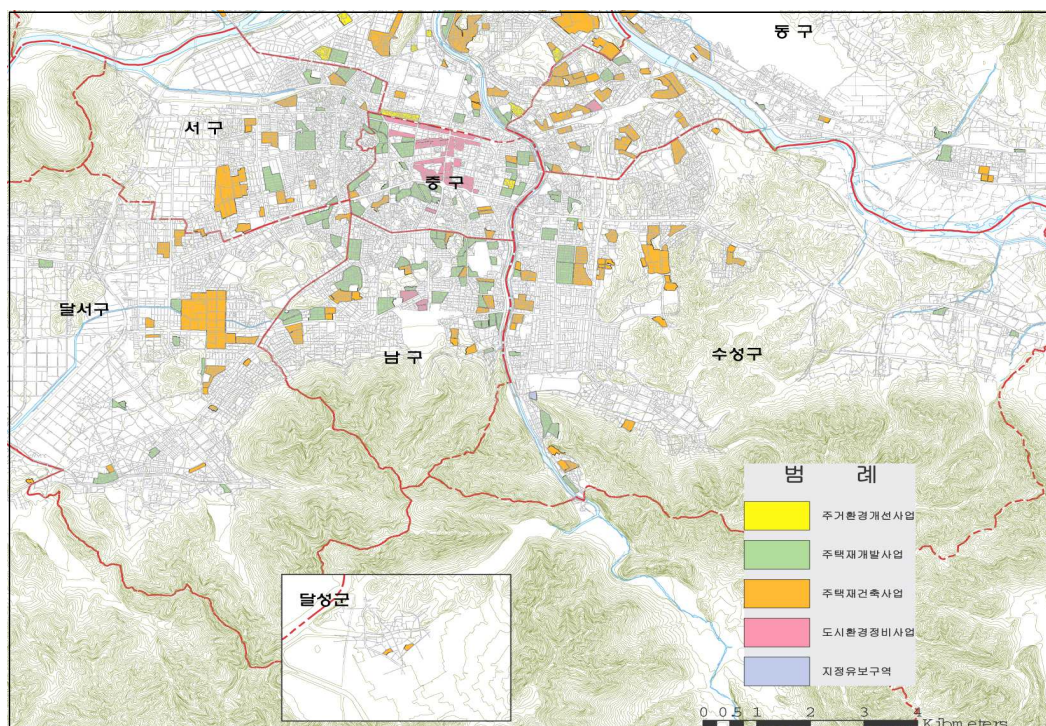 동 구
서 구
중 구
달서구
남 구
수성구
범 례
주거환경개선사업
주택재개발사업
주택재건축사업
도시환경정비사업
지정유보구역
달성군
0 0.5 1 2 3 4
Kilometers